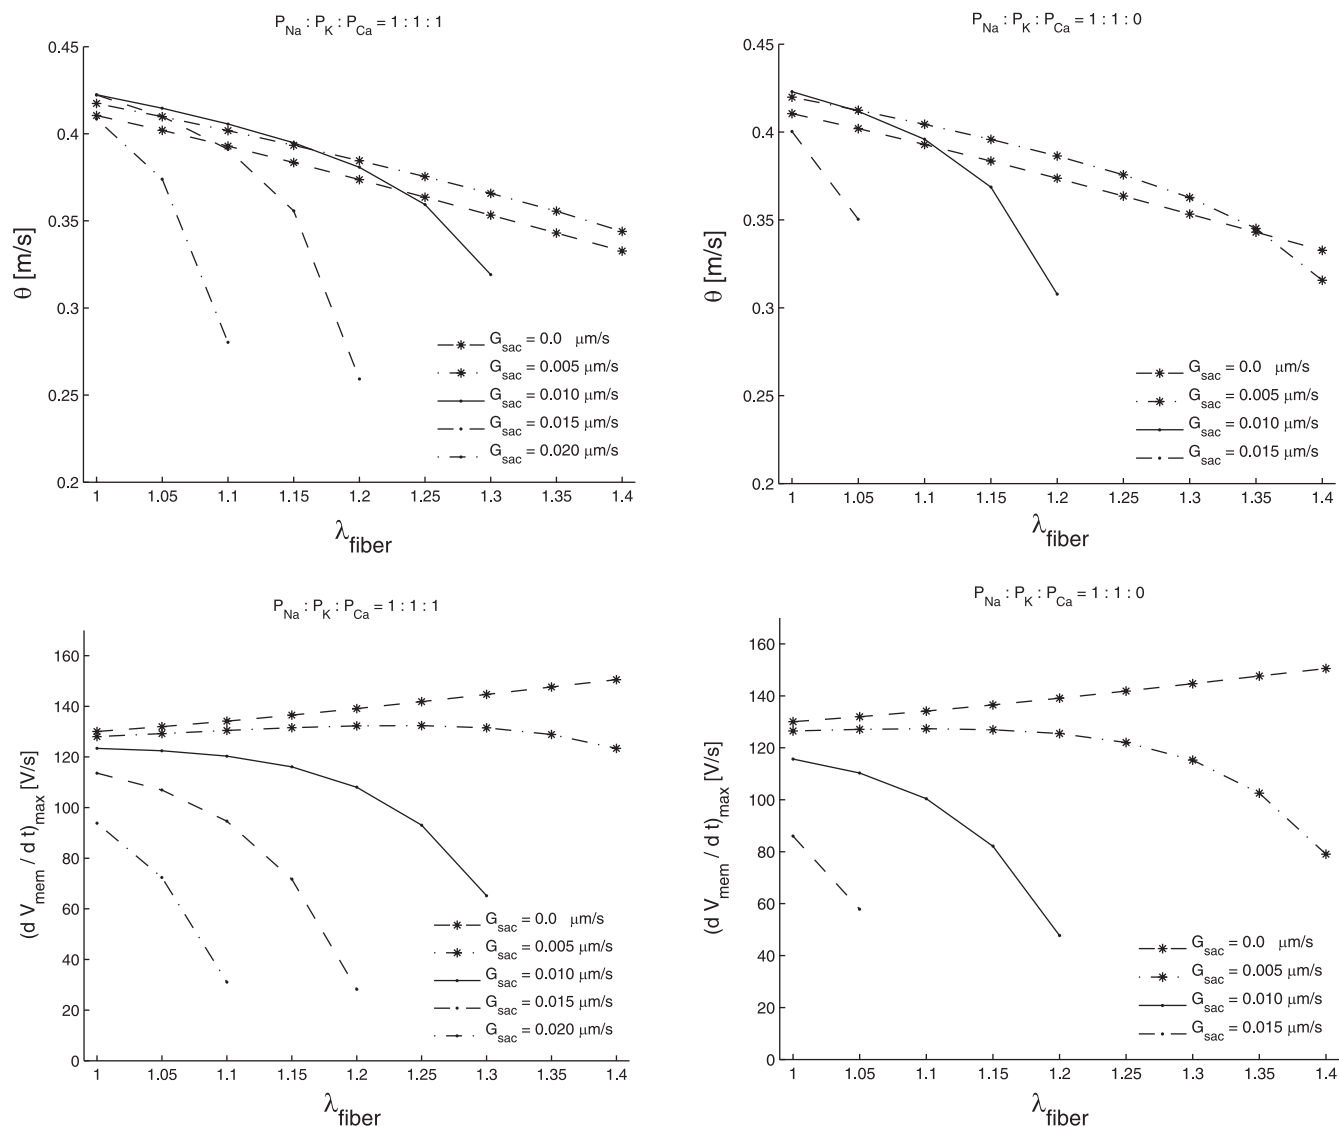 P_Na : P_K : P_Ca = 1 : 1 : 1
0.45
0.4
0.35
0.3
0.25
0.2
θ [m/s]
G_sac = 0.0 μm/s
G_sac = 0.005 μm/s
G_sac = 0.010 μm/s
G_sac = 0.015 μm/s
G_sac = 0.020 μm/s
1 1.05 1.1 1.15 1.2 1.25 1.3 1.35 1.4
λ_fiber
P_Na : P_K : P_Ca = 1 : 1 : 0
0.45
0.4
0.35
0.3
0.25
0.2
θ [m/s]
G_sac = 0.0 μm/s
G_sac = 0.005 μm/s
G_sac = 0.010 μm/s
G_sac = 0.015 μm/s
1 1.05 1.1 1.15 1.2 1.25 1.3 1.35 1.4
λ_fiber
P_Na : P_K : P_Ca = 1 : 1 : 1
160
140
120
100
80
60
40
20
0
(d V_mem / d t)_max [V/s]
G_sac = 0.0 μm/s
G_sac = 0.005 μm/s
G_sac = 0.010 μm/s
G_sac = 0.015 μm/s
G_sac = 0.020 μm/s
1 1.05 1.1 1.15 1.2 1.25 1.3 1.35 1.4
λ_fiber
P_Na : P_K : P_Ca = 1 : 1 : 0
160
140
120
100
80
60
40
20
0
(d V_mem / d t)_max [V/s]
G_sac = 0.0 μm/s
G_sac = 0.005 μm/s
G_sac = 0.010 μm/s
G_sac = 0.015 μm/s
1 1.05 1.1 1.15 1.2 1.25 1.3 1.35 1.4
λ_fiber